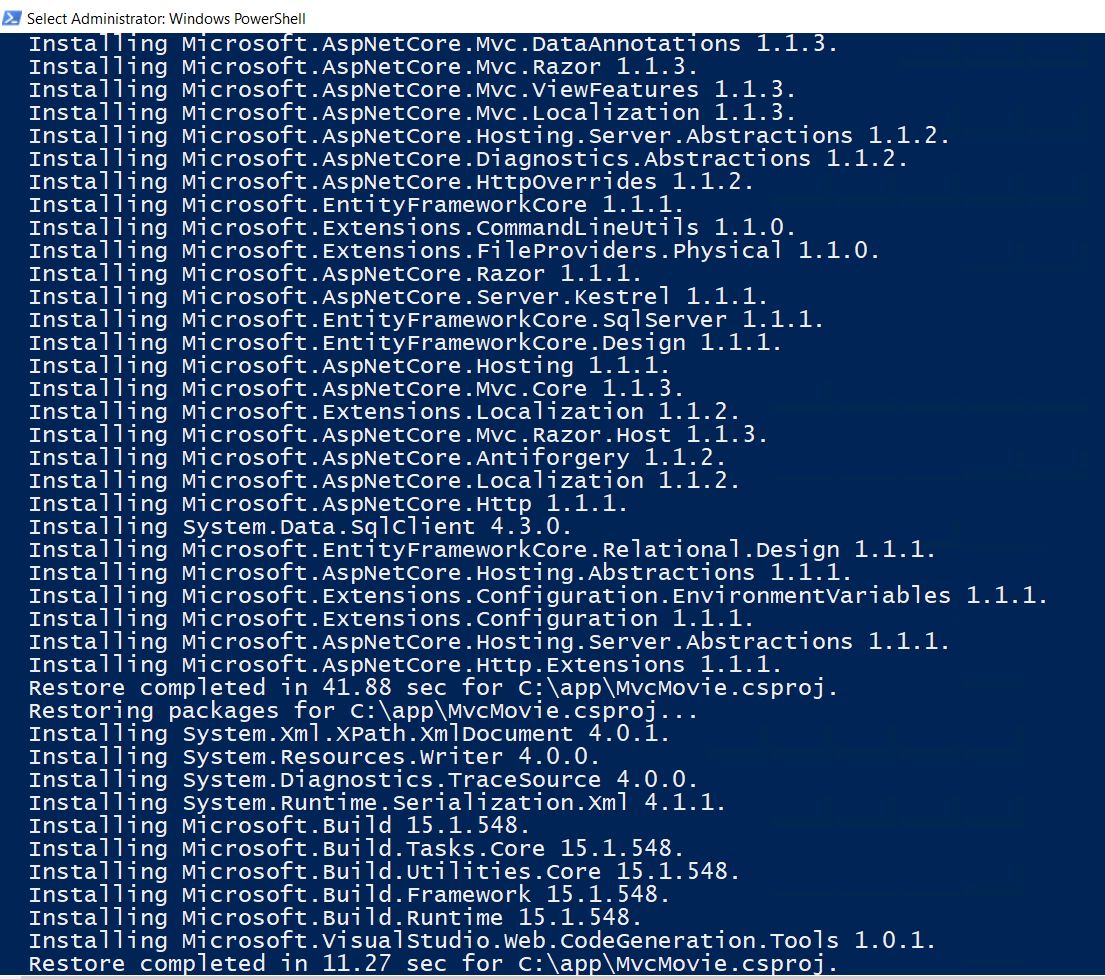 Select Administrator: Windows PowerShell
Installing Microsoft.AspNetCore.Mvc.DataAnnotations 1.1.3.
Installing Microsoft.AspNetCore.Mvc.Razor 1.1.3.
Installing Microsoft.AspNetCore.Mvc.ViewFeatures 1.1.3.
Installing Microsoft.AspNetCore.Mvc.Localization 1.1.3.
Installing Microsoft.AspNetCore.Hosting.Server.Abstractions 1.1.2.
Installing Microsoft.AspNetCore.Diagnostics.Abstractions 1.1.2.
Installing Microsoft.AspNetCore.HttpOverrides 1.1.2.
Installing Microsoft.EntityFrameworkCore 1.1.1.
Installing Microsoft.Extensions.CommandLineUtils 1.1.0.
Installing Microsoft.Extensions.FileProviders.Physical 1.1.0.
Installing Microsoft.AspNetCore.Razor 1.1.1.
Installing Microsoft.AspNetCore.Server.Kestrel 1.1.1.
Installing Microsoft.EntityFrameworkCore.SqlServer 1.1.1.
Installing Microsoft.EntityFrameworkCore.Design 1.1.1.
Installing Microsoft.AspNetCore.Hosting 1.1.1.
Installing Microsoft.AspNetCore.Mvc.Core 1.1.3.
Installing Microsoft.Extensions.Localization 1.1.2.
Installing Microsoft.AspNetCore.Mvc.Razor.Host 1.1.3.
Installing Microsoft.AspNetCore.Antiforgery 1.1.2.
Installing Microsoft.AspNetCore.Localization 1.1.2.
Installing Microsoft.AspNetCore.Http 1.1.1.
Installing System.Data.SqlClient 4.3.0.
Installing Microsoft.EntityFrameworkCore.Relational.Design 1.1.1.
Installing Microsoft.AspNetCore.Hosting.Abstractions 1.1.1.
Installing Microsoft.Extensions.Configuration.EnvironmentVariables 1.1.1.
Installing Microsoft.Extensions.Configuration 1.1.1.
Installing Microsoft.AspNetCore.Hosting.Server.Abstractions 1.1.1.
Installing Microsoft.AspNetCore.Http.Extensions 1.1.1.
Restore completed in 41.88 sec for C:\app\MvcMovie.csproj.
Restoring packages for C:\app\MvcMovie.csproj...
Installing System.Xml.XPath.XmlDocument 4.0.1.
Installing System.Resources.Writer 4.0.0.
Installing System.Diagnostics.TraceSource 4.0.0.
Installing System.Runtime.Serialization.Xml 4.1.1.
Installing Microsoft.Build 15.1.548.
Installing Microsoft.Build.Tasks.Core 15.1.548.
Installing Microsoft.Build.Utilities.Core 15.1.548.
Installing Microsoft.Build.Framework 15.1.548.
Installing Microsoft.Build.Runtime 15.1.548.
Installing Microsoft.VisualStudio.Web.CodeGeneration.Tools 1.0.1.
Restore completed in 11.27 sec for C:\app\MvcMovie.csproj.